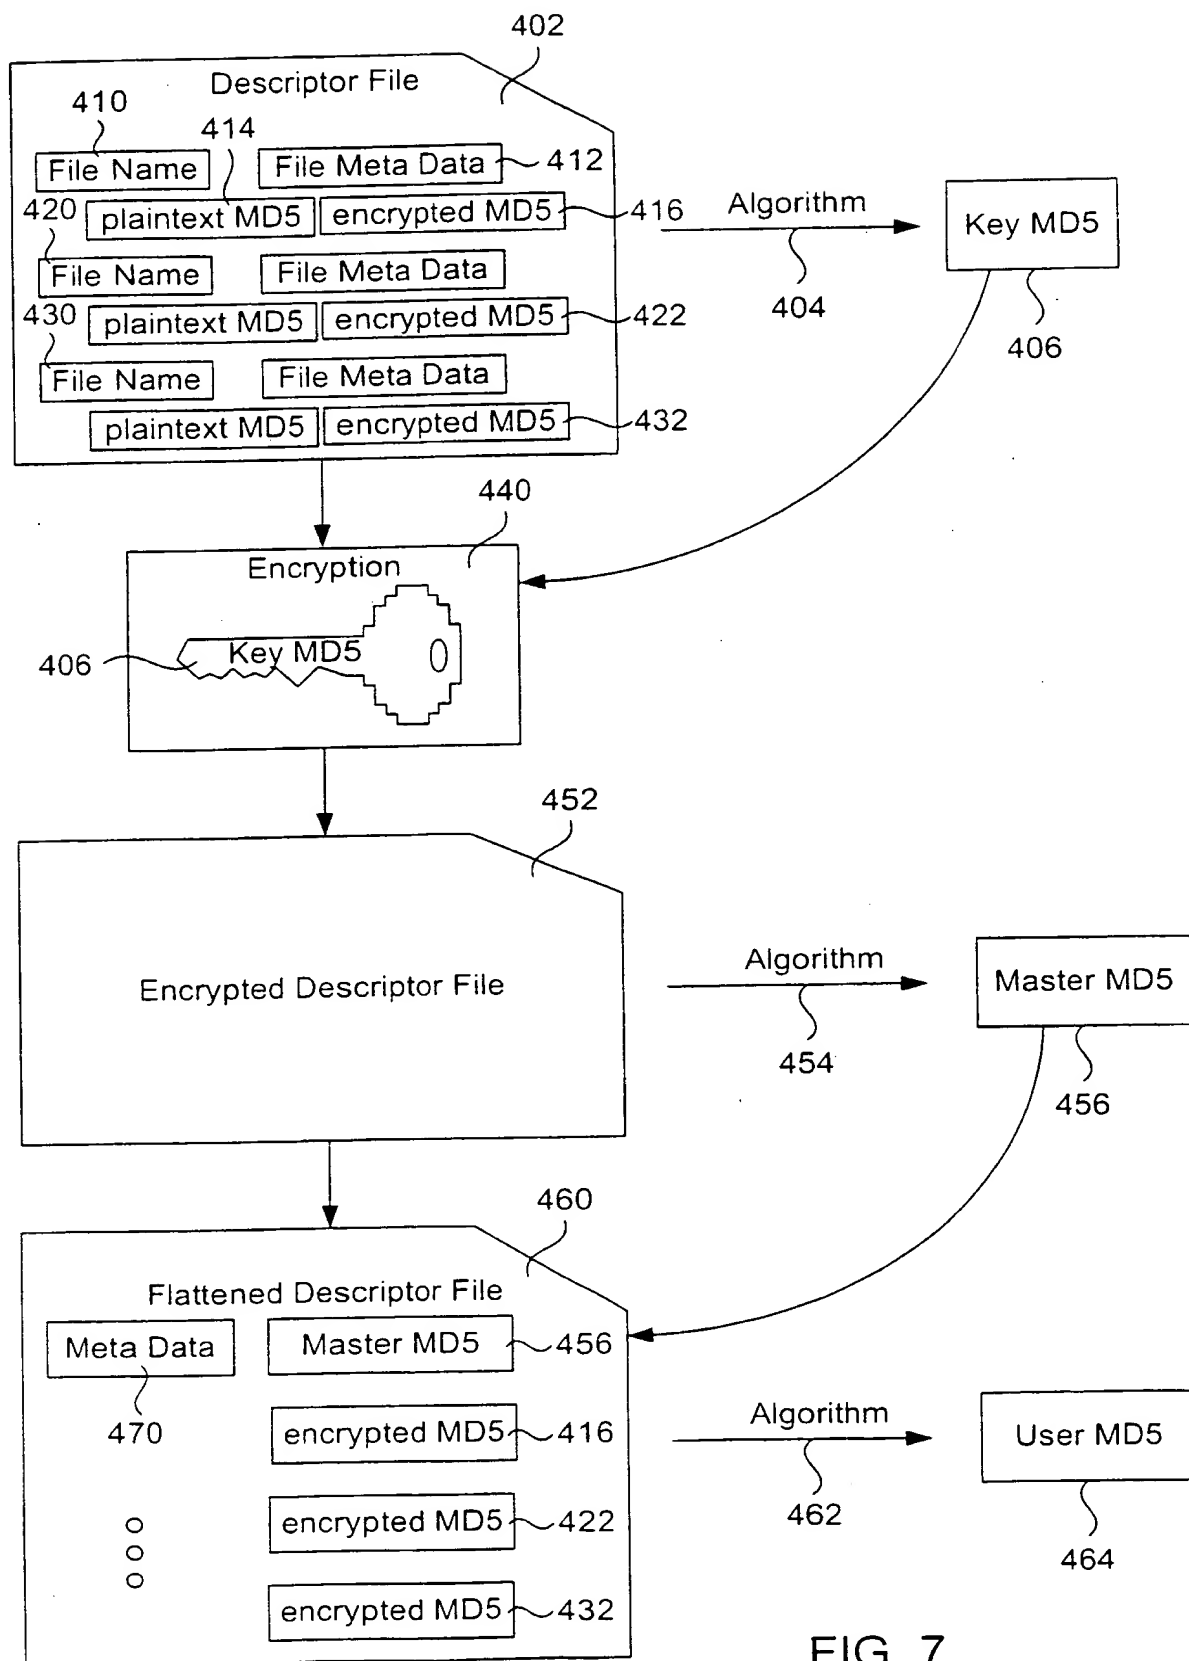 402
Descriptor File
410
414
File Name
File Meta Data
412
420
plaintext MD5
encrypted MD5
416
Algorithm
404
Key MD5
406
File Name
File Meta Data
430
plaintext MD5
encrypted MD5
422
File Name
File Meta Data
plaintext MD5
encrypted MD5
432
440
Encryption
406
Key MD5
452
Encrypted Descriptor File
Algorithm
454
Master MD5
456
460
Flattened Descriptor File
Meta Data
470
Master MD5
456
encrypted MD5
416
Algorithm
462
User MD5
464
encrypted MD5
422
encrypted MD5
432
FIG. 7